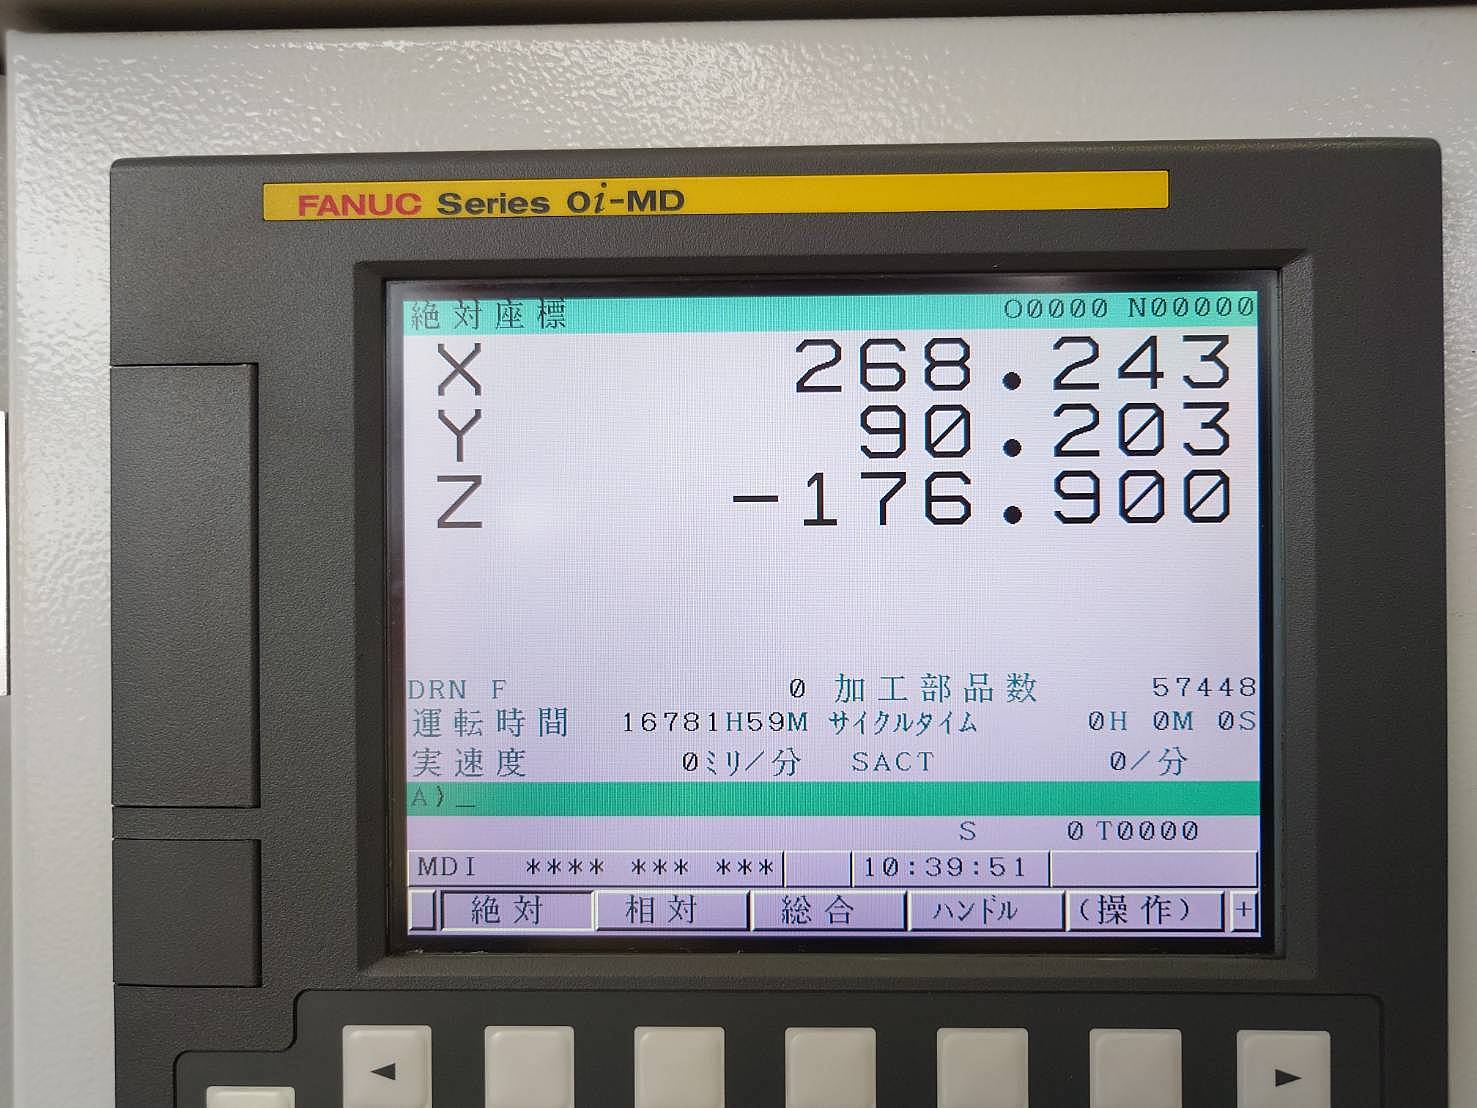 FANUC Series 0i-MD
絶対座標 O0000 N00000
X 268.243
Y 90.203
Z -176.900
DRN F 0 加工部品数 57448
運転時間 16781H59M サイクルタイム 0H 0M 0S
実速度 0ミリ/分 SACT 0/分
A)_
S 0 T0000
MDI **** *** *** 10:39:51
絶対 相対 総合 ハンドル (操作) +
◄ ►